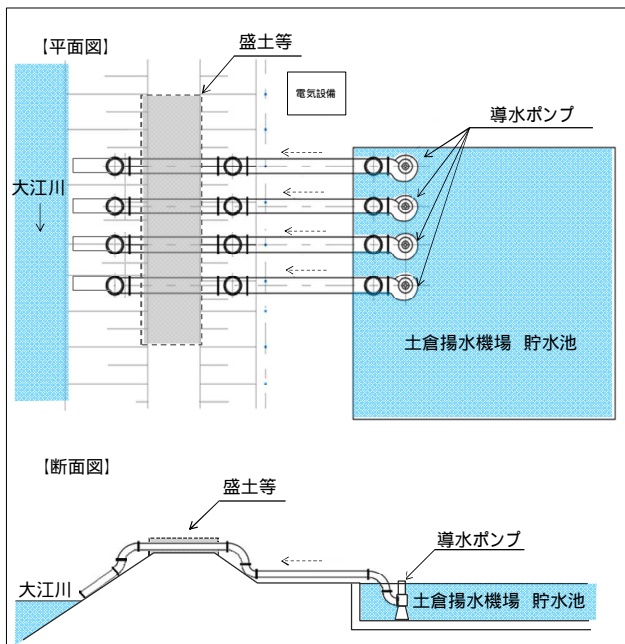 【平面図】
盛土等
電気設備
導水ポンプ
大江川
土倉揚水機場 貯水池
【断面図】
盛土等
導水ポンプ
大江川
土倉揚水機場 貯水池